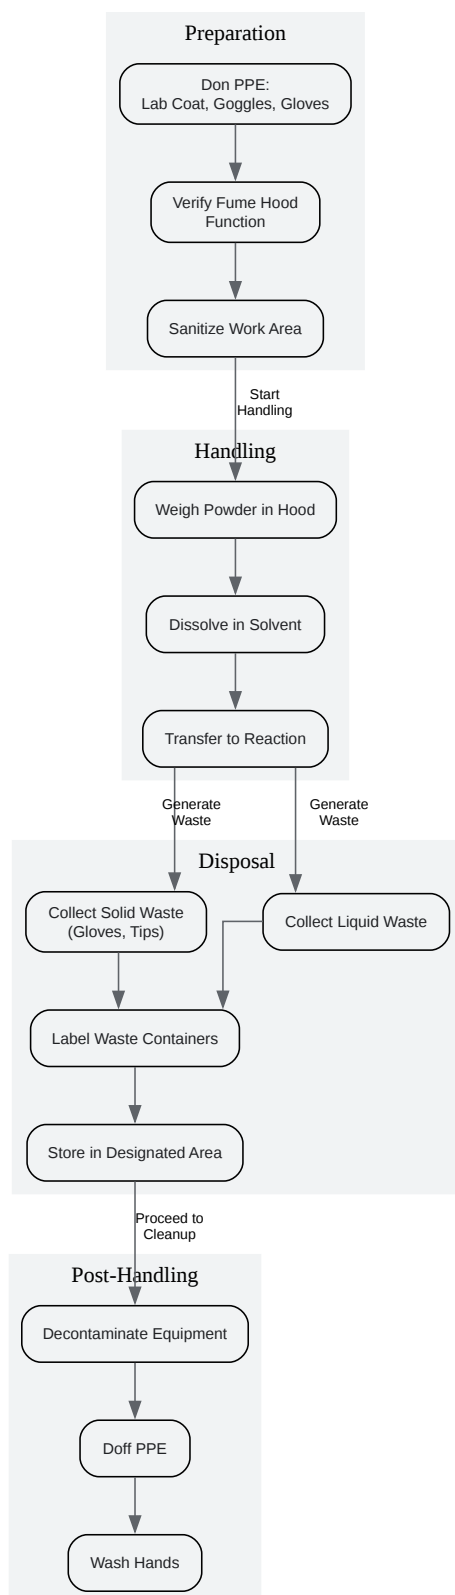 Preparation
Don PPE:
Lab Coat, Goggles, Gloves
Verify Fume Hood
Function
Sanitize Work Area
Start
Handling
Handling
Weigh Powder in Hood
Dissolve in Solvent
Transfer to Reaction
Generate
Waste
Generate
Waste
Disposal
Collect Solid Waste
(Gloves, Tips)
Collect Liquid Waste
Label Waste Containers
Store in Designated Area
Proceed to
Cleanup
Post-Handling
Decontaminate Equipment
Doff PPE
Wash Hands